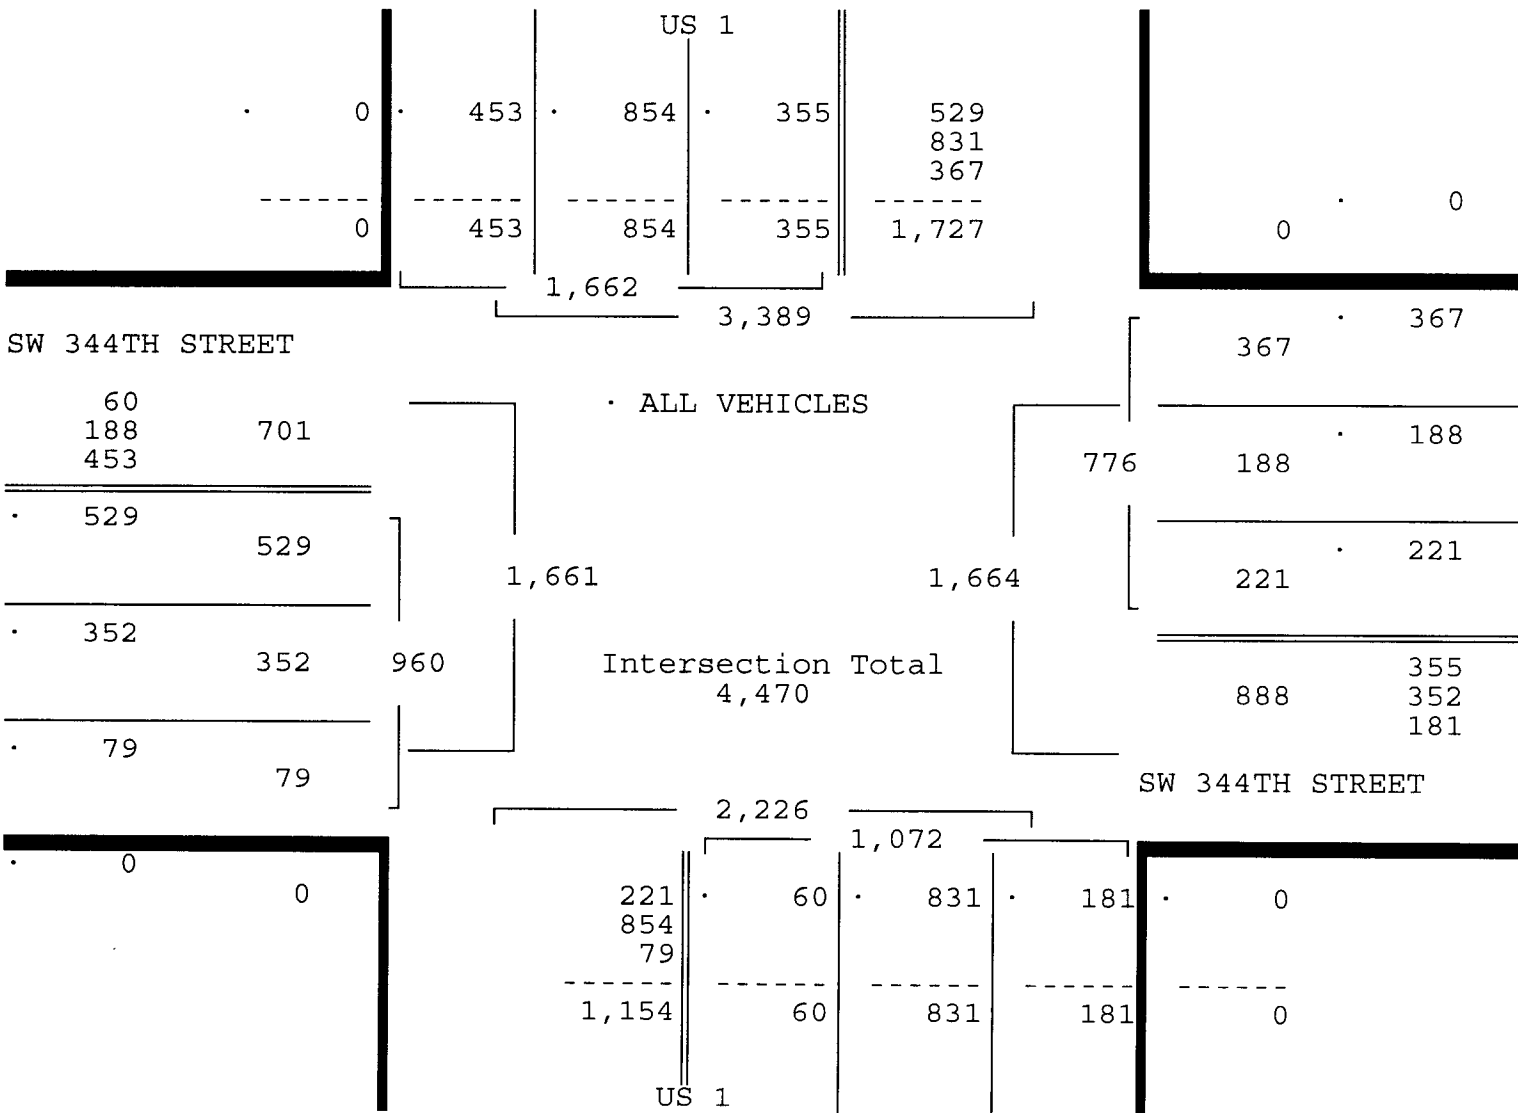 US 1
· 0 · 453 · 854 · 355 529
831
367
------ ------ ------ ------ ------
0 453 854 355 1,727
· 0
0
1,662
3,389
SW 344TH STREET
· 367
367
60
188 701
453
· ALL VEHICLES
· 188
776 188
· 529
529
· 221
221
1,661
1,664
· 352
352 960
Intersection Total
4,470
355
888 352
181
· 79
79
SW 344TH STREET
2,226
1,072
· 0
0
221 · 60 · 831 · 181 · 0
854
79
------ ------ ------ ------ ------
1,154 60 831 181 0
US 1